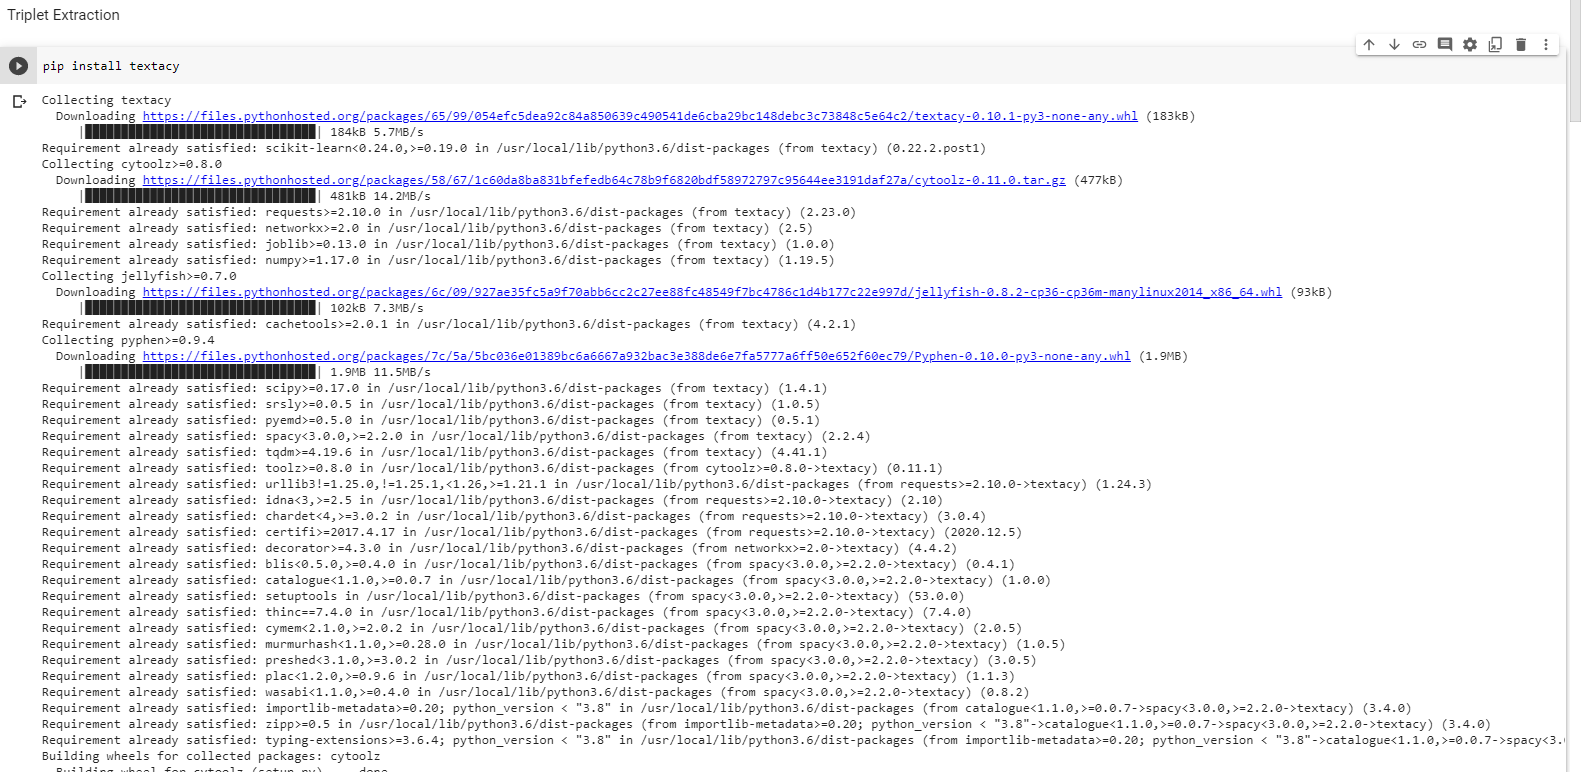 Triplet Extraction
pip install textacy
Collecting textacy
Downloading https://files.pythonhosted.org/packages/65/99/054efc5dea92c84a850639c490541de6cba29bc148debc3c73848c5e64c2/textacy-0.10.1-py3-none-any.whl (183kB)
|████████████████████████████████| 184kB 5.7MB/s
Requirement already satisfied: scikit-learn<0.24.0,>=0.19.0 in /usr/local/lib/python3.6/dist-packages (from textacy) (0.22.2.post1)
Collecting cytoolz>=0.8.0
Downloading https://files.pythonhosted.org/packages/58/67/1c60da8ba831bfefedb64c78b9f6820bdf58972797c95644ee3191daf27a/cytoolz-0.11.0.tar.gz (477kB)
|████████████████████████████████| 481kB 14.2MB/s
Requirement already satisfied: requests>=2.10.0 in /usr/local/lib/python3.6/dist-packages (from textacy) (2.23.0)
Requirement already satisfied: networkx>=2.0 in /usr/local/lib/python3.6/dist-packages (from textacy) (2.5)
Requirement already satisfied: joblib>=0.13.0 in /usr/local/lib/python3.6/dist-packages (from textacy) (1.0.0)
Requirement already satisfied: numpy>=1.17.0 in /usr/local/lib/python3.6/dist-packages (from textacy) (1.19.5)
Collecting jellyfish>=0.7.0
Downloading https://files.pythonhosted.org/packages/6c/09/927ae35fc5a9f70abb6cc2c27ee88fc48549f7bc4786c1d4b177c22e997d/jellyfish-0.8.2-cp36-cp36m-manylinux2014_x86_64.whl (93kB)
|████████████████████████████████| 102kB 7.3MB/s
Requirement already satisfied: cachetools>=2.0.1 in /usr/local/lib/python3.6/dist-packages (from textacy) (4.2.1)
Collecting pyphen>=0.9.4
Downloading https://files.pythonhosted.org/packages/7c/5a/5bc036e01389bc6a6667a932bac3e388de6e7fa5777a6ff50e652f60ec79/Pyphen-0.10.0-py3-none-any.whl (1.9MB)
|████████████████████████████████| 1.9MB 11.5MB/s
Requirement already satisfied: scipy>=0.17.0 in /usr/local/lib/python3.6/dist-packages (from textacy) (1.4.1)
Requirement already satisfied: srsly>=0.0.5 in /usr/local/lib/python3.6/dist-packages (from textacy) (1.0.5)
Requirement already satisfied: pyemd>=0.5.0 in /usr/local/lib/python3.6/dist-packages (from textacy) (0.5.1)
Requirement already satisfied: spacy<3.0.0,>=2.2.0 in /usr/local/lib/python3.6/dist-packages (from textacy) (2.2.4)
Requirement already satisfied: tqdm>=4.19.6 in /usr/local/lib/python3.6/dist-packages (from textacy) (4.41.1)
Requirement already satisfied: toolz>=0.8.0 in /usr/local/lib/python3.6/dist-packages (from cytoolz>=0.8.0->textacy) (0.11.1)
Requirement already satisfied: urllib3!=1.25.0,!=1.25.1,<1.26,>=1.21.1 in /usr/local/lib/python3.6/dist-packages (from requests>=2.10.0->textacy) (1.24.3)
Requirement already satisfied: idna<3,>=2.5 in /usr/local/lib/python3.6/dist-packages (from requests>=2.10.0->textacy) (2.10)
Requirement already satisfied: chardet<4,>=3.0.2 in /usr/local/lib/python3.6/dist-packages (from requests>=2.10.0->textacy) (3.0.4)
Requirement already satisfied: certifi>=2017.4.17 in /usr/local/lib/python3.6/dist-packages (from requests>=2.10.0->textacy) (2020.12.5)
Requirement already satisfied: decorator>=4.3.0 in /usr/local/lib/python3.6/dist-packages (from networkx>=2.0->textacy) (4.4.2)
Requirement already satisfied: blis<0.5.0,>=0.4.0 in /usr/local/lib/python3.6/dist-packages (from spacy<3.0.0,>=2.2.0->textacy) (0.4.1)
Requirement already satisfied: catalogue<1.1.0,>=0.0.7 in /usr/local/lib/python3.6/dist-packages (from spacy<3.0.0,>=2.2.0->textacy) (1.0.0)
Requirement already satisfied: setuptools in /usr/local/lib/python3.6/dist-packages (from spacy<3.0.0,>=2.2.0->textacy) (53.0.0)
Requirement already satisfied: thinc==7.4.0 in /usr/local/lib/python3.6/dist-packages (from spacy<3.0.0,>=2.2.0->textacy) (7.4.0)
Requirement already satisfied: cymem<2.1.0,>=2.0.2 in /usr/local/lib/python3.6/dist-packages (from spacy<3.0.0,>=2.2.0->textacy) (2.0.5)
Requirement already satisfied: murmurhash<1.1.0,>=0.28.0 in /usr/local/lib/python3.6/dist-packages (from spacy<3.0.0,>=2.2.0->textacy) (1.0.5)
Requirement already satisfied: preshed<3.1.0,>=3.0.2 in /usr/local/lib/python3.6/dist-packages (from spacy<3.0.0,>=2.2.0->textacy) (3.0.5)
Requirement already satisfied: plac<1.2.0,>=0.9.6 in /usr/local/lib/python3.6/dist-packages (from spacy<3.0.0,>=2.2.0->textacy) (1.1.3)
Requirement already satisfied: wasabi<1.1.0,>=0.4.0 in /usr/local/lib/python3.6/dist-packages (from spacy<3.0.0,>=2.2.0->textacy) (0.8.2)
Requirement already satisfied: importlib-metadata>=0.20; python_version < "3.8" in /usr/local/lib/python3.6/dist-packages (from catalogue<1.1.0,>=0.0.7->spacy<3.0.0,>=2.2.0->textacy) (3.4.0)
Requirement already satisfied: zipp>=0.5 in /usr/local/lib/python3.6/dist-packages (from importlib-metadata>=0.20; python_version < "3.8"->catalogue<1.1.0,>=0.0.7->spacy<3.0.0,>=2.2.0->textacy) (3.4.0)
Requirement already satisfied: typing-extensions>=3.6.4; python_version < "3.8" in /usr/local/lib/python3.6/dist-packages (from importlib-metadata>=0.20; python_version < "3.8"->catalogue<1.1.0,>=0.0.7->spacy<3.0.
Building wheels for collected packages: cytoolz
Building wheel for cytoolz (setup.py) ... done